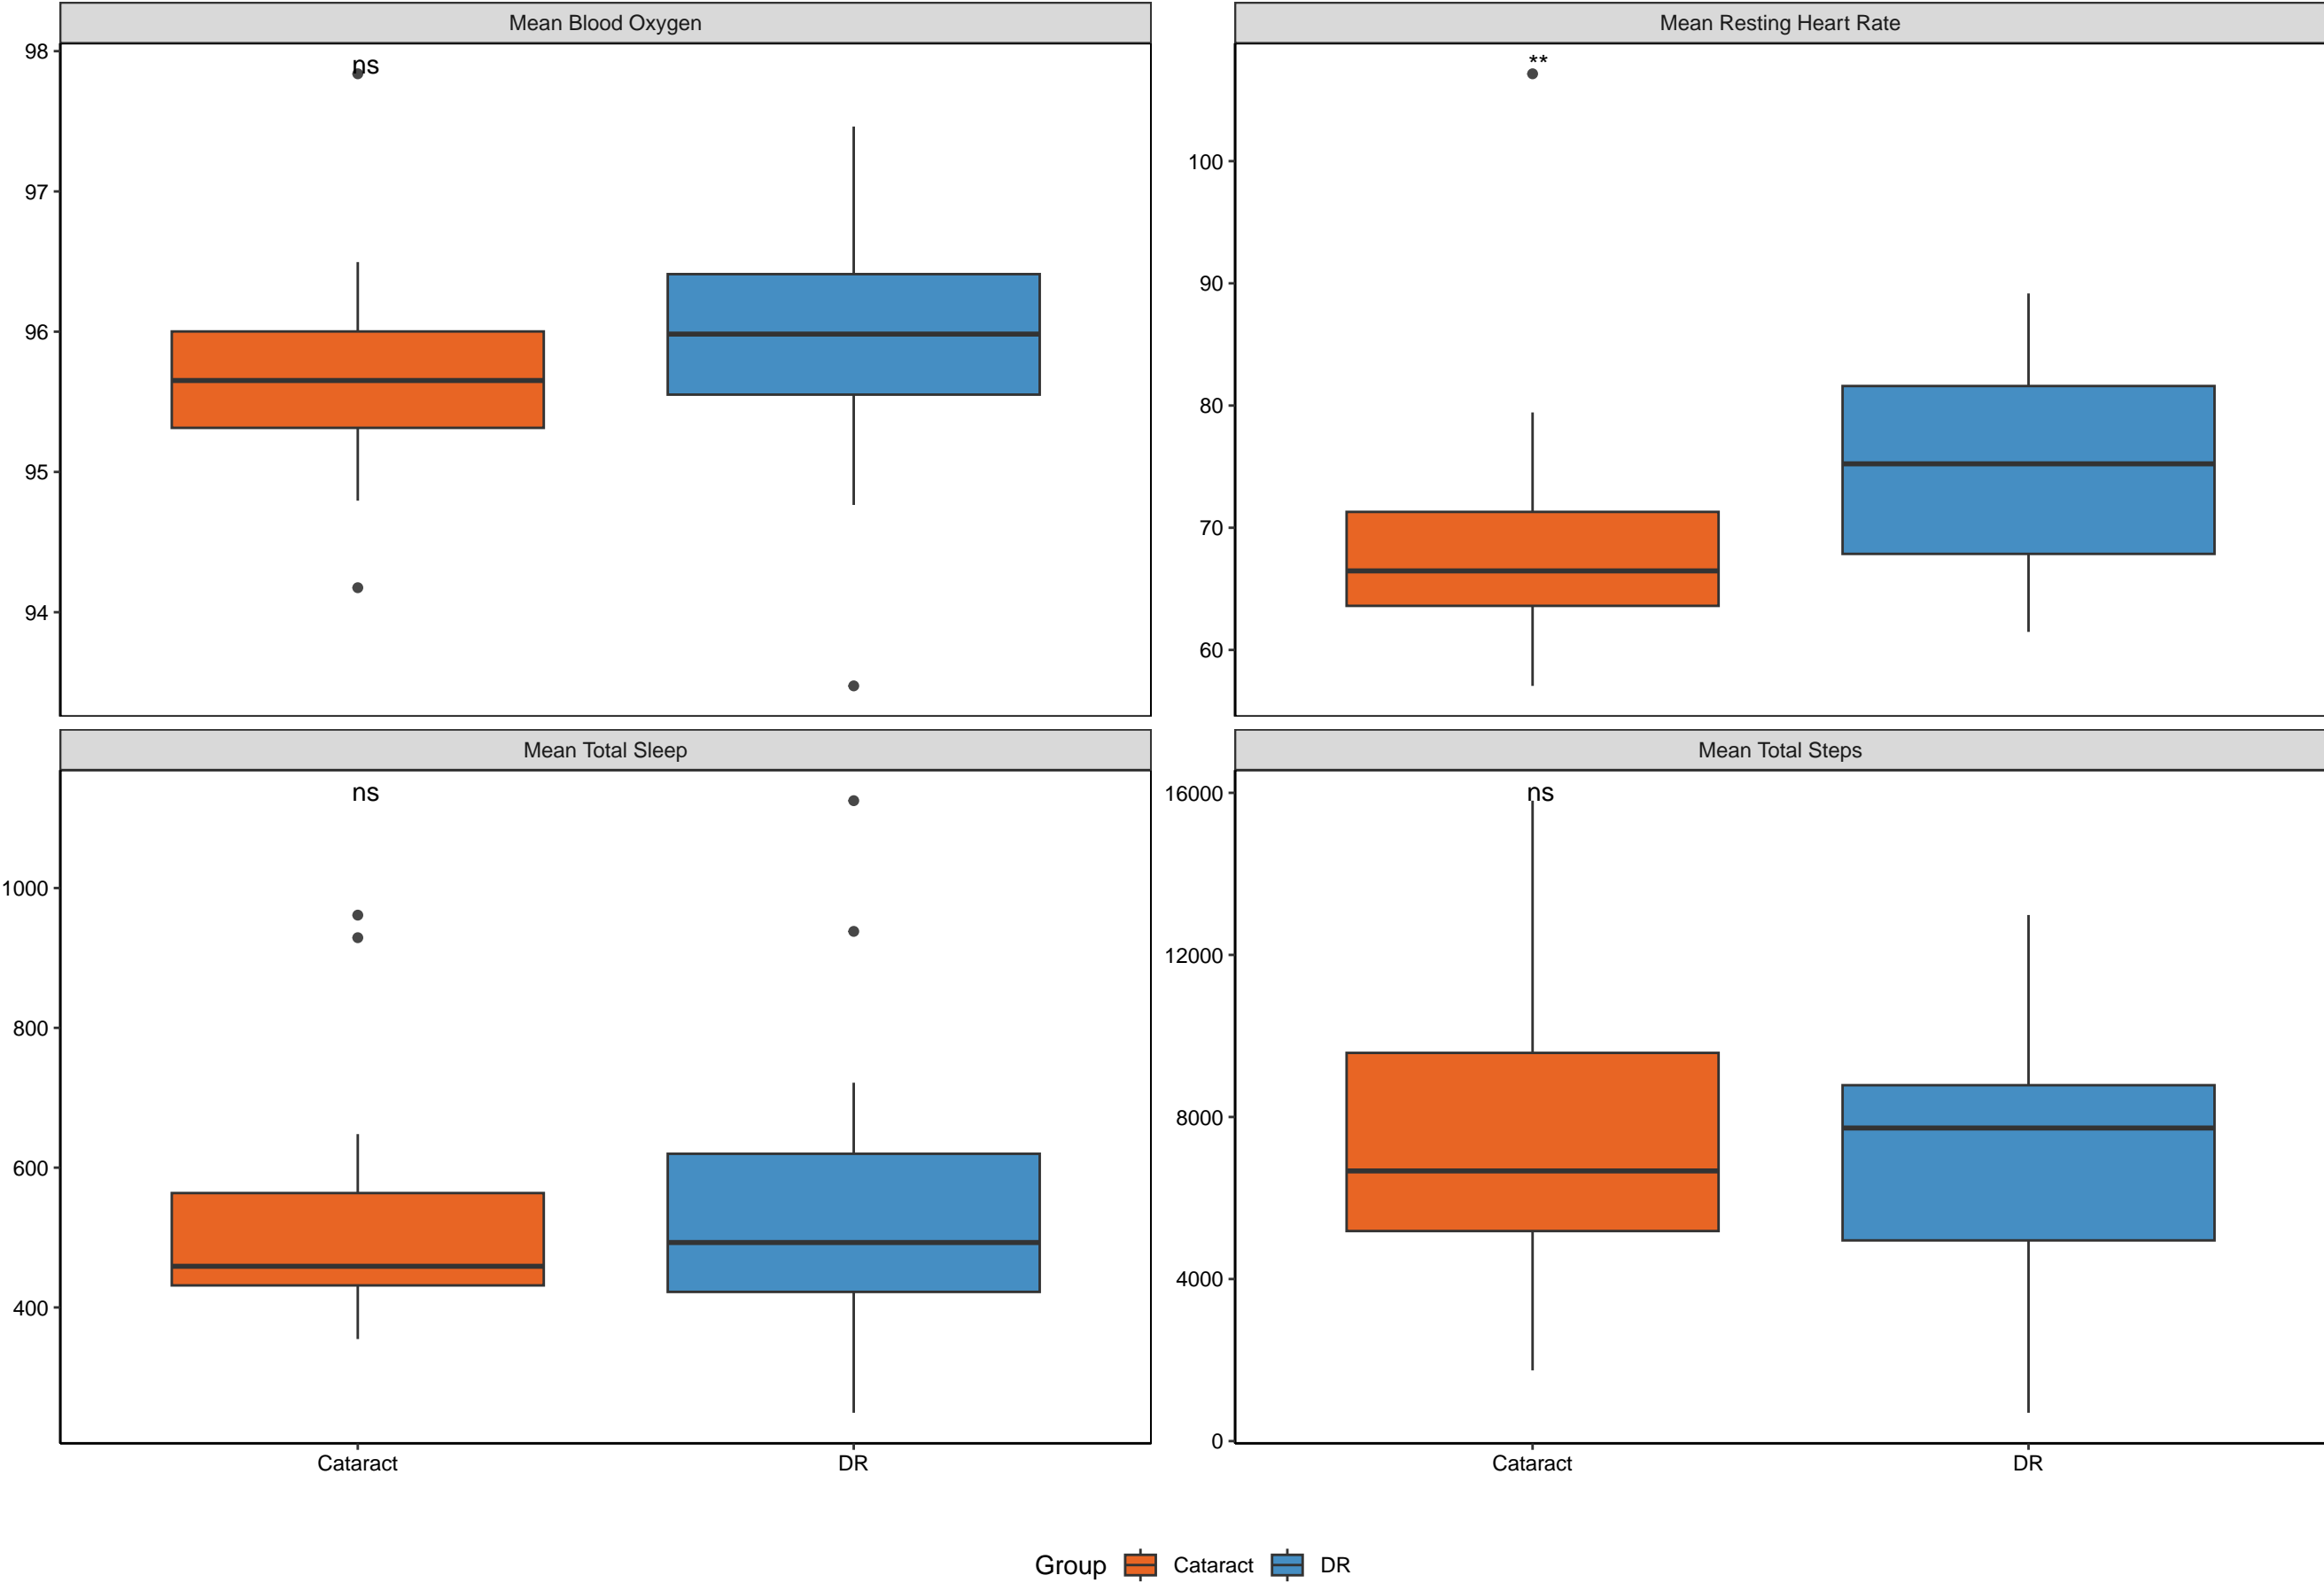 Mean Blood Oxygen
98
97
96
95
94
ns
Mean Resting Heart Rate
100
90
80
70
60
**
Mean Total Sleep
1000
800
600
400
ns
Cataract
DR
Mean Total Steps
16000
12000
8000
4000
0
ns
Cataract
DR
Group Cataract DR